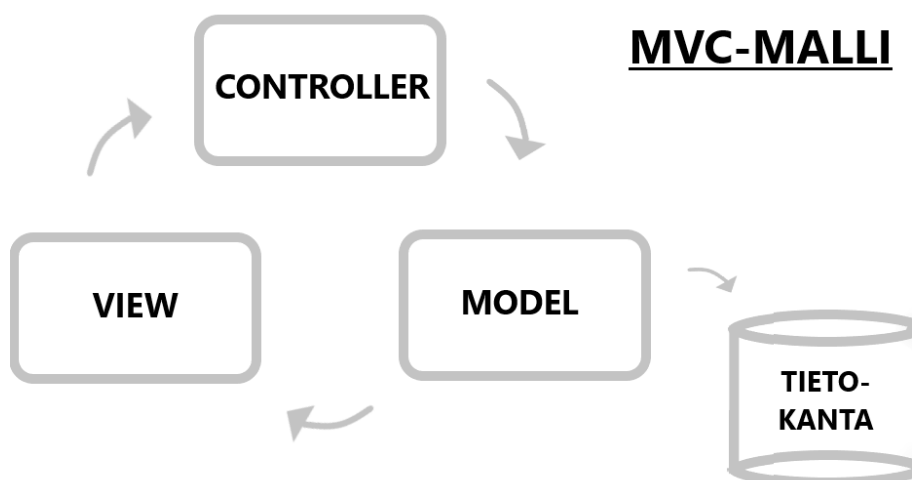 MVC-MALLI
CONTROLLER
VIEW
MODEL
TIETO-
KANTA